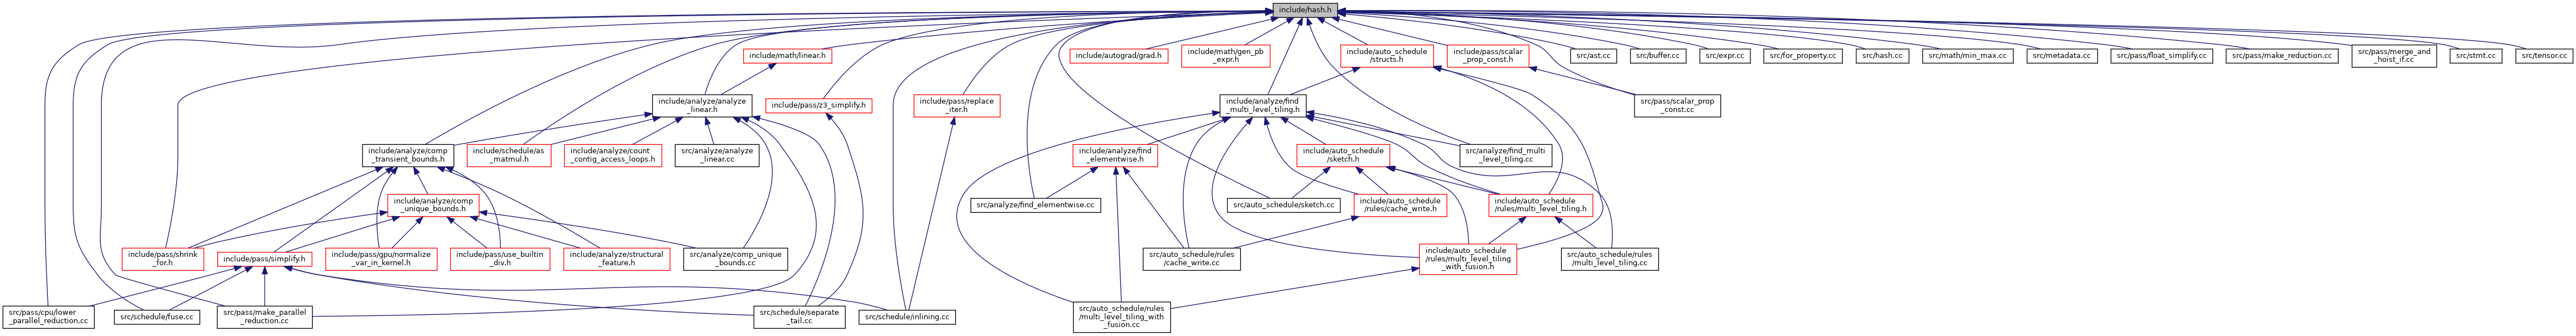 include/hash.h
include/math/linear.h
include/autograd/grad.h
include/math/gen_pb
_expr.h
include/auto_schedule
/structs.h
include/pass/scalar
_prop_const.h
src/ast.cc
src/buffer.cc
src/expr.cc
src/for_property.cc
src/hash.cc
src/math/min_max.cc
src/metadata.cc
src/pass/float_simplify.cc
src/pass/make_reduction.cc
src/pass/merge_and
_hoist_if.cc
src/stmt.cc
src/tensor.cc
include/analyze/analyze
_linear.h
include/pass/z3_simplify.h
include/pass/replace
_iter.h
include/analyze/find
_multi_level_tiling.h
src/pass/scalar_prop
_const.cc
include/analyze/comp
_transient_bounds.h
include/schedule/as
_matmul.h
include/analyze/count
_contig_access_loops.h
src/analyze/analyze
_linear.cc
include/analyze/find
_elementwise.h
include/auto_schedule
/sketch.h
src/analyze/find_multi
_level_tiling.cc
include/analyze/comp
_unique_bounds.h
src/analyze/find_elementwise.cc
src/auto_schedule/sketch.cc
include/auto_schedule
/rules/cache_write.h
include/auto_schedule
/rules/multi_level_tiling.h
include/pass/shrink
_for.h
include/pass/simplify.h
include/pass/gpu/normalize
_var_in_kernel.h
include/pass/use_builtin
_div.h
include/analyze/structural
_feature.h
src/analyze/comp_unique
_bounds.cc
src/auto_schedule/rules
/cache_write.cc
include/auto_schedule
/rules/multi_level_tiling
_with_fusion.h
src/auto_schedule/rules
/multi_level_tiling.cc
src/pass/cpu/lower
_parallel_reduction.cc
src/schedule/fuse.cc
src/pass/make_parallel
_reduction.cc
src/schedule/separate
_tail.cc
src/schedule/inlining.cc
src/auto_schedule/rules
/multi_level_tiling_with
_fusion.cc